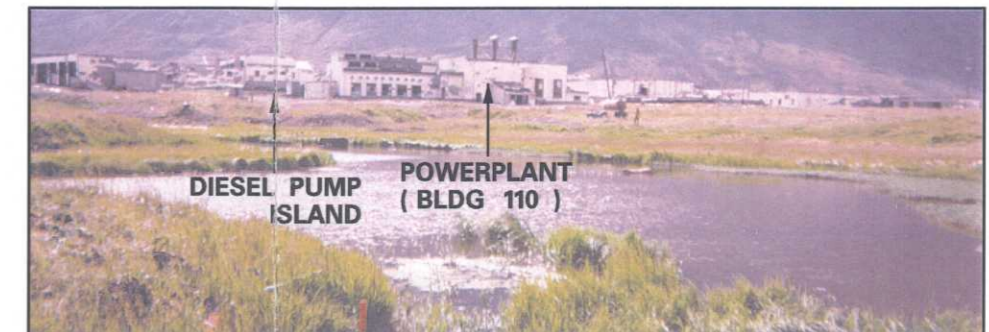 DIESEL PUMP
ISLAND
POWERPLANT
( BLDG 110 )